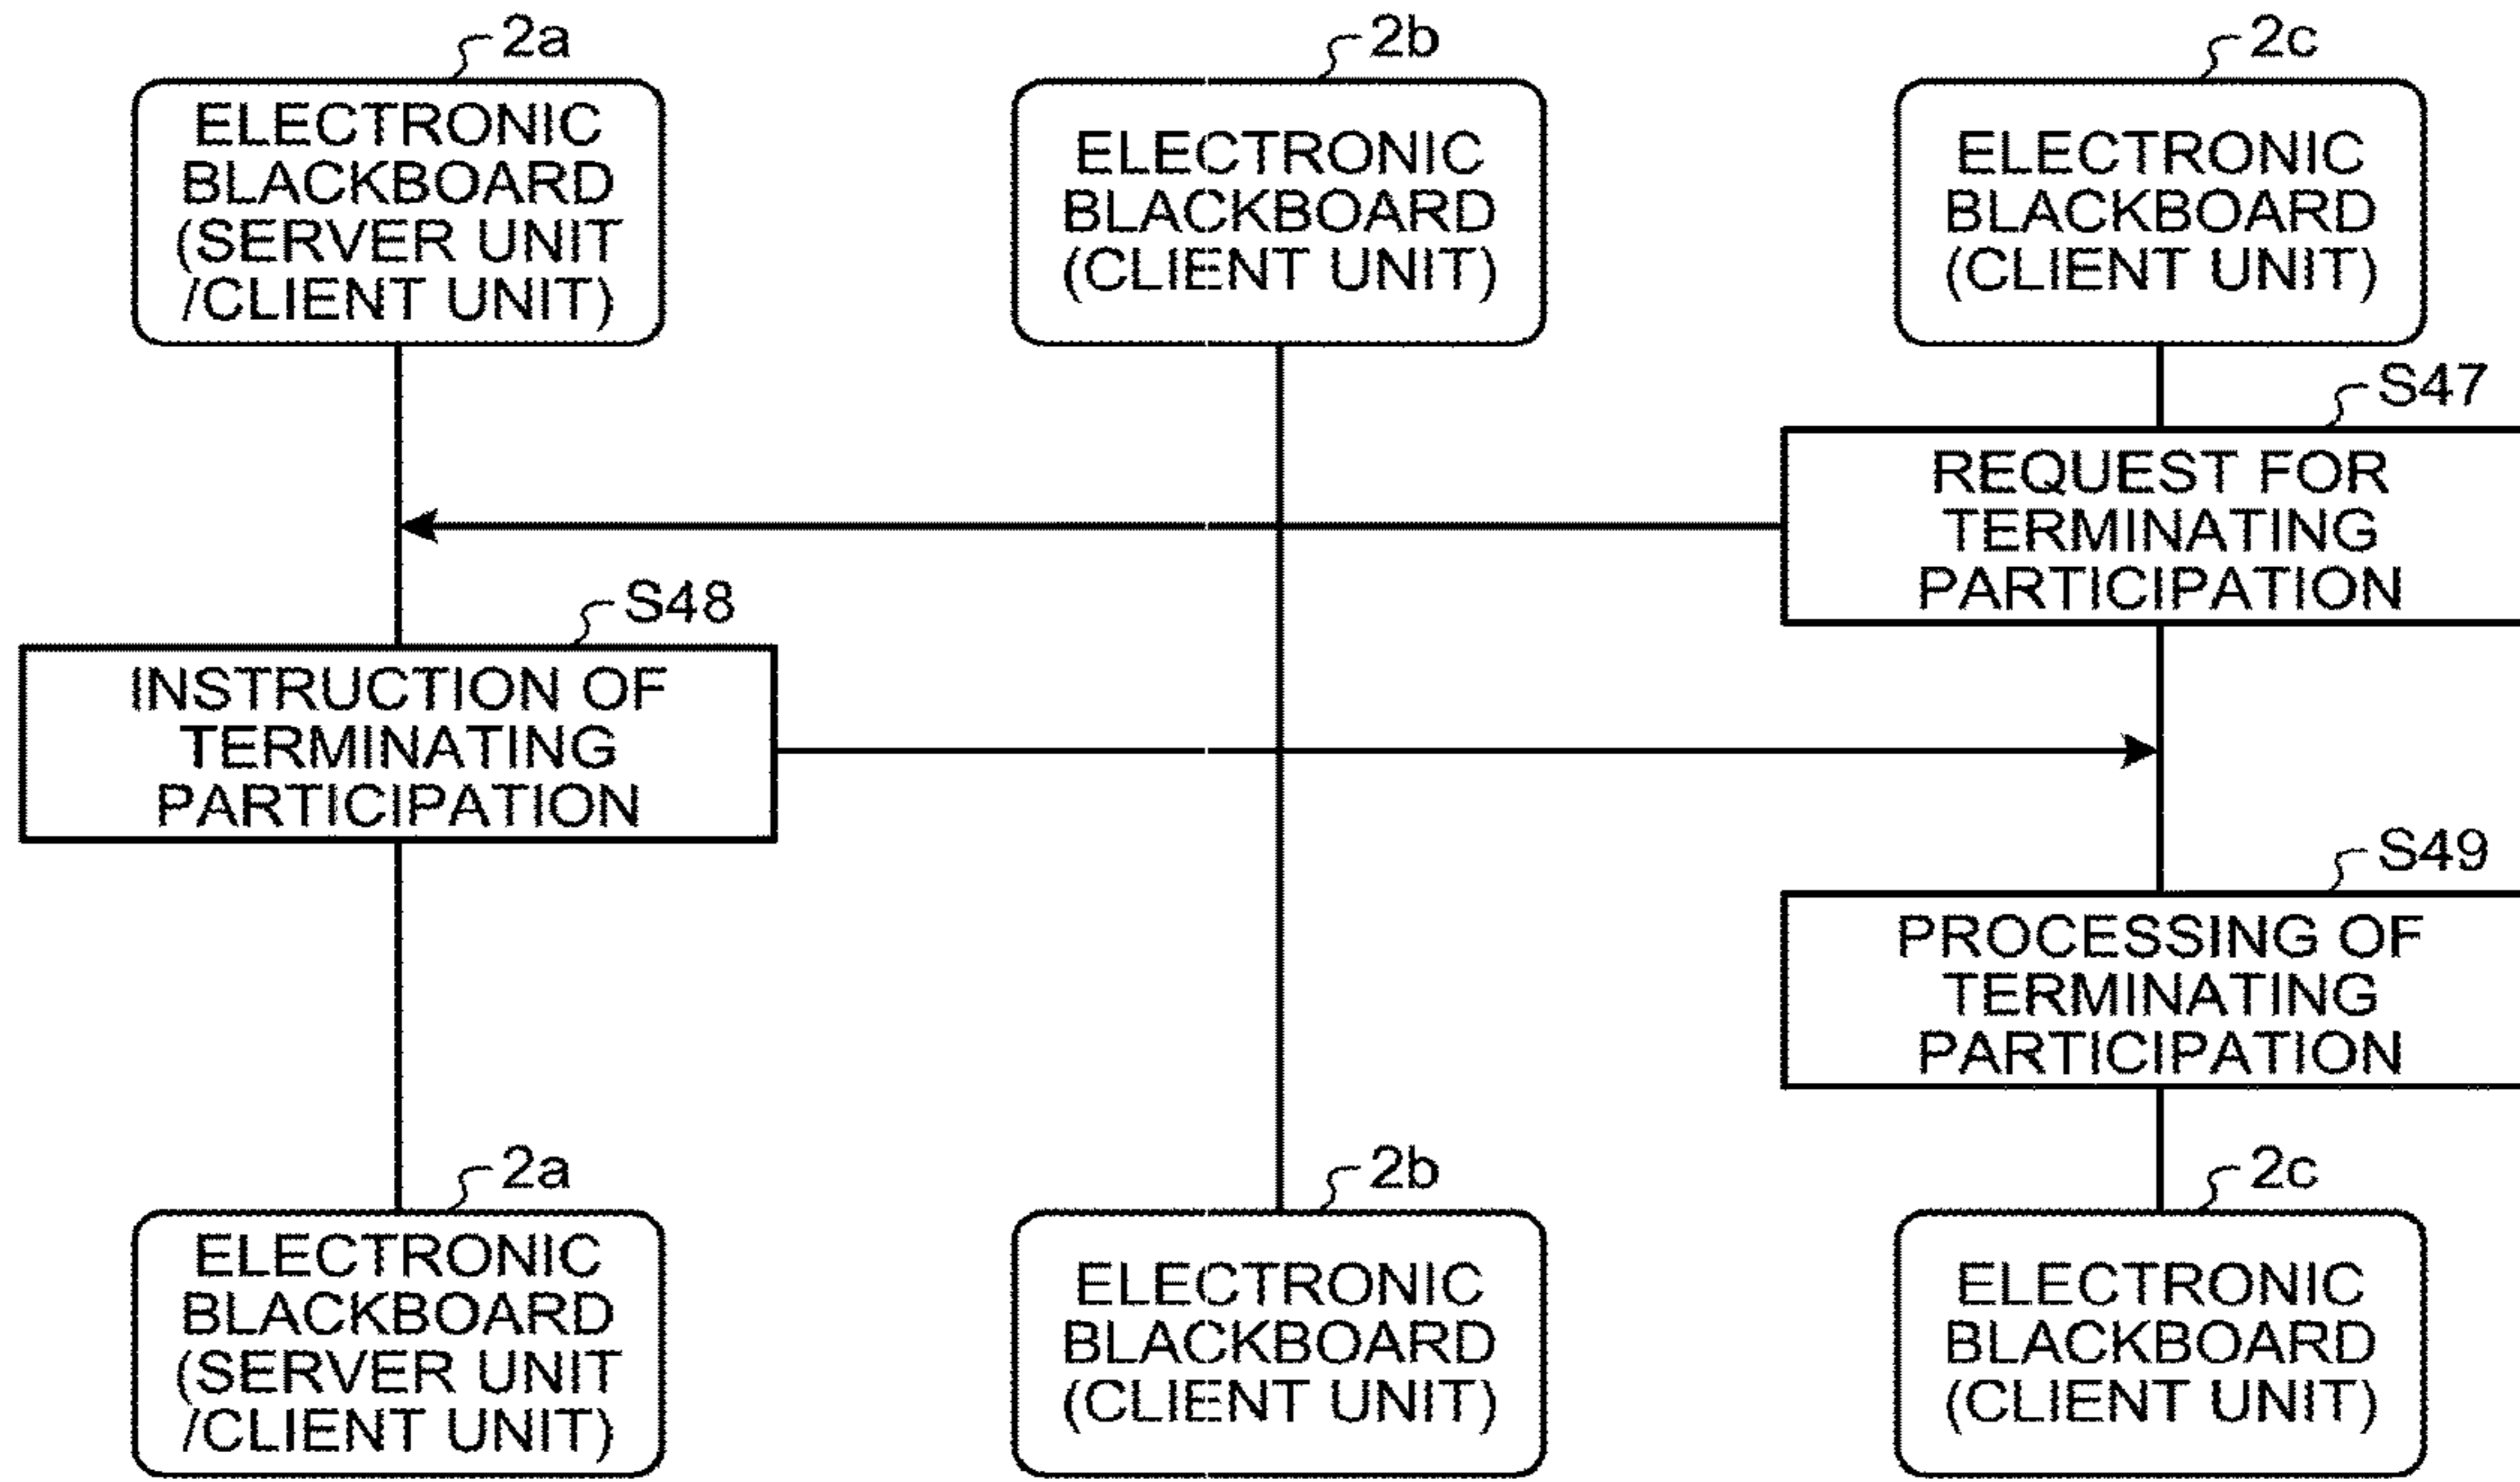 2a
ELECTRONIC
BLACKBOARD
(SERVER UNIT
/CLIENT UNIT)
2b
ELECTRONIC
BLACKBOARD
(CLIENT UNIT)
2c
ELECTRONIC
BLACKBOARD
(CLIENT UNIT)
S47
REQUEST FOR
TERMINATING
PARTICIPATION
S48
INSTRUCTION OF
TERMINATING
PARTICIPATION
S49
PROCESSING OF
TERMINATING
PARTICIPATION
2a
ELECTRONIC
BLACKBOARD
(SERVER UNIT
/CLIENT UNIT)
2b
ELECTRONIC
BLACKBOARD
(CLIENT UNIT)
2c
ELECTRONIC
BLACKBOARD
(CLIENT UNIT)